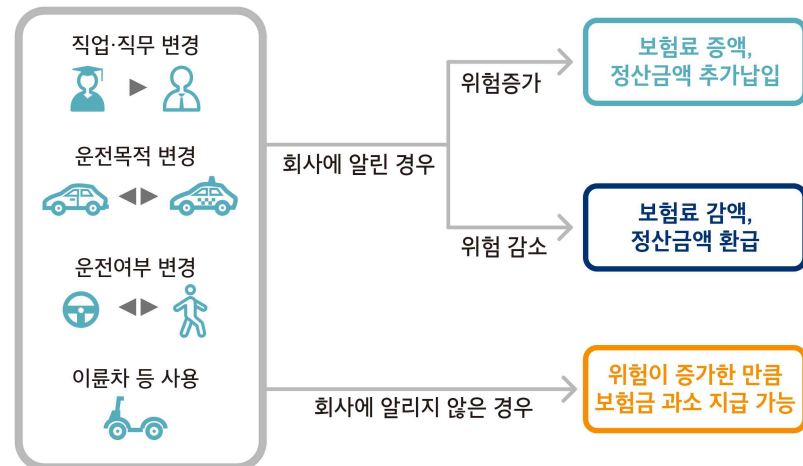 직업·직무 변경
운전목적 변경
운전여부 변경
이륜차 등 사용
회사에 알린 경우
위험증가
보험료 증액,
정산금액 추가납입
위험 감소
보험료 감액,
정산금액 환급
회사에 알리지 않은 경우
위험이 증가한 만큼
보험금 과소 지급 가능